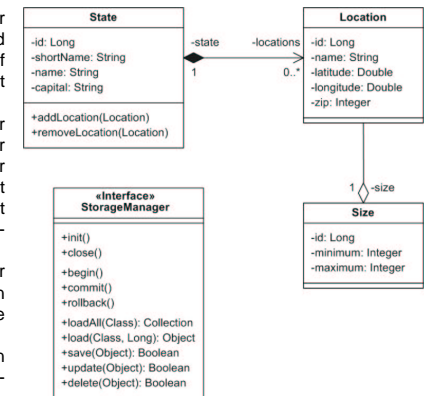 State
-id: Long
-shortName: String
-name: String
-capital: String
+addLocation(Location)
+removeLocation(Location)
-state
-locations
1
0..*
Location
-id: Long
-name: String
-latitude: Double
-longitude: Double
-zip: Integer
1
-size
Size
-id: Long
-minimum: Integer
-maximum: Integer
«Interface»
StorageManager
+init()
+close()
+begin()
+commit()
+rollback()
+loadAll(Class): Collection
+load(Class, Long): Object
+save(Object): Boolean
+update(Object): Boolean
+delete(Object): Boolean